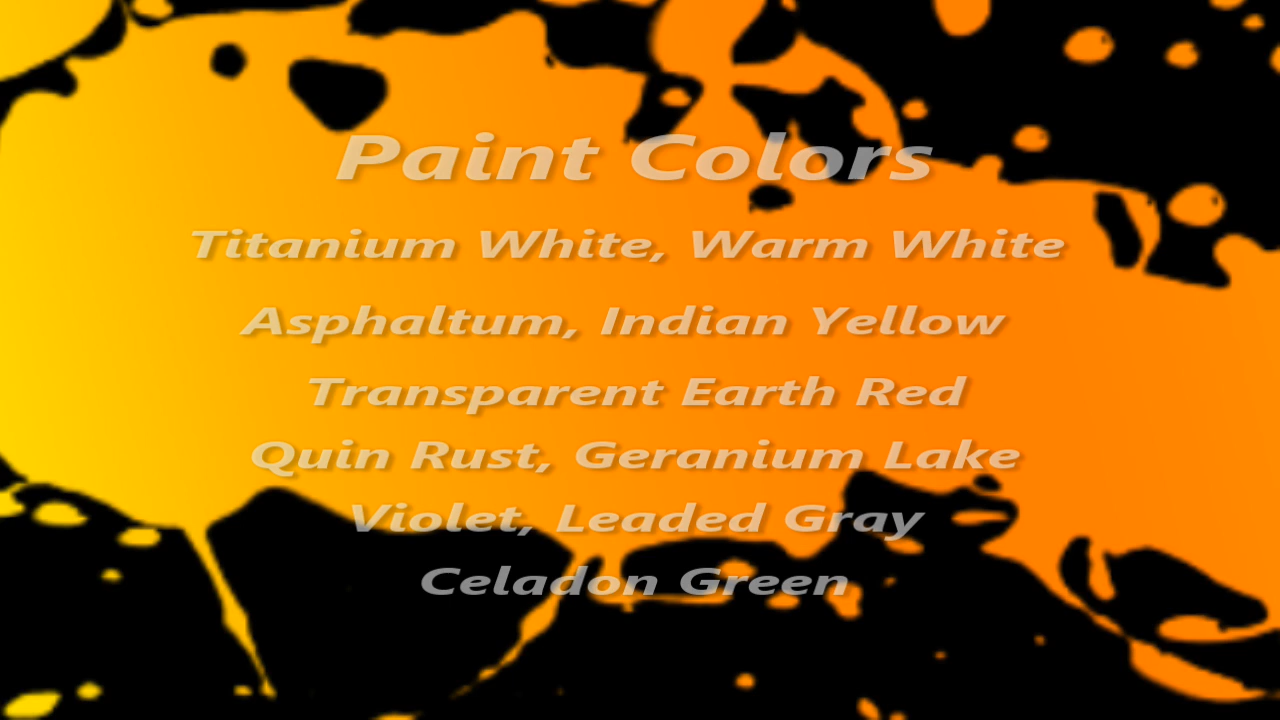 Paint Colors
Titanium White, Warm White
Asphaltum, Indian Yellow
Transparent Earth Red
Quin Rust, Geranium Lake
Violet, Leaded Gray
Celadon Green